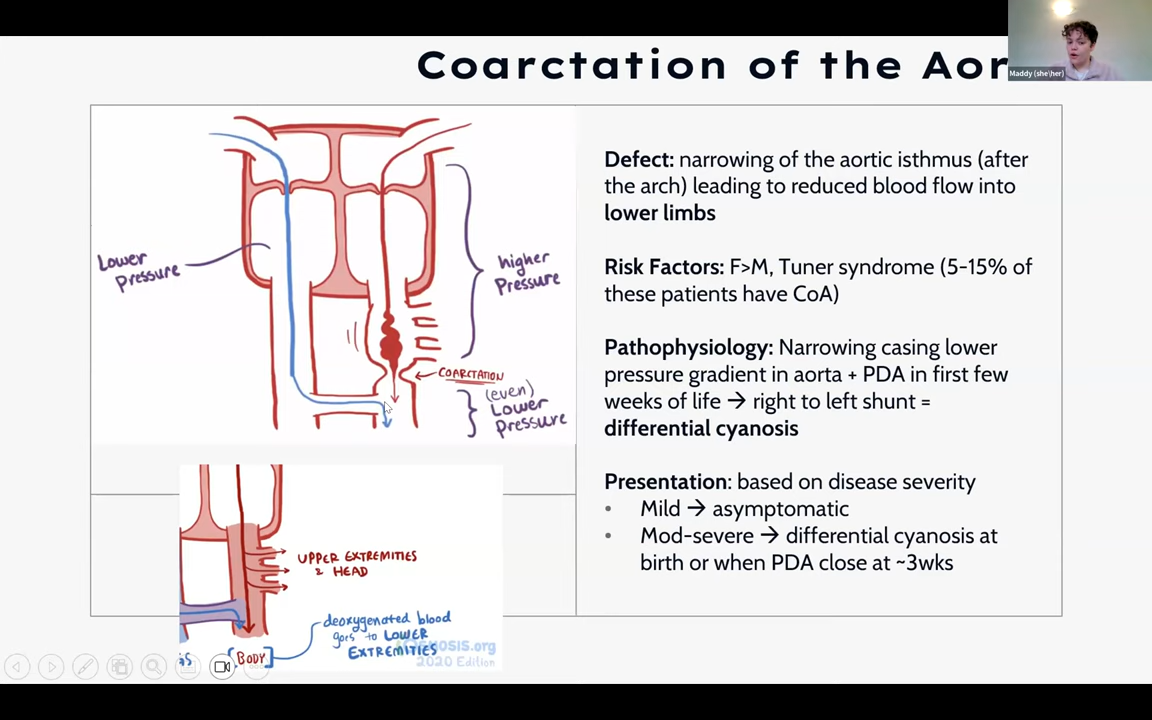 Coarctation of the Aor
Maddy (she\her)
Lower
Pressure
higher
Pressure
COARCTATION
(even)
Lower
Pressure
UPPER EXTREMITIES
& HEAD
deoxygenated blood
goes to LOWER
EXTREMITIES
[BODY]
OSIS.org
2020 Edition
Defect: narrowing of the aortic isthmus (after
the arch) leading to reduced blood flow into
lower limbs
Risk Factors: F>M, Tuner syndrome (5-15% of
these patients have CoA)
Pathophysiology: Narrowing casing lower
pressure gradient in aorta + PDA in first few
weeks of life → right to left shunt =
differential cyanosis
Presentation: based on disease severity
• Mild → asymptomatic
• Mod-severe → differential cyanosis at
birth or when PDA close at ~3wks